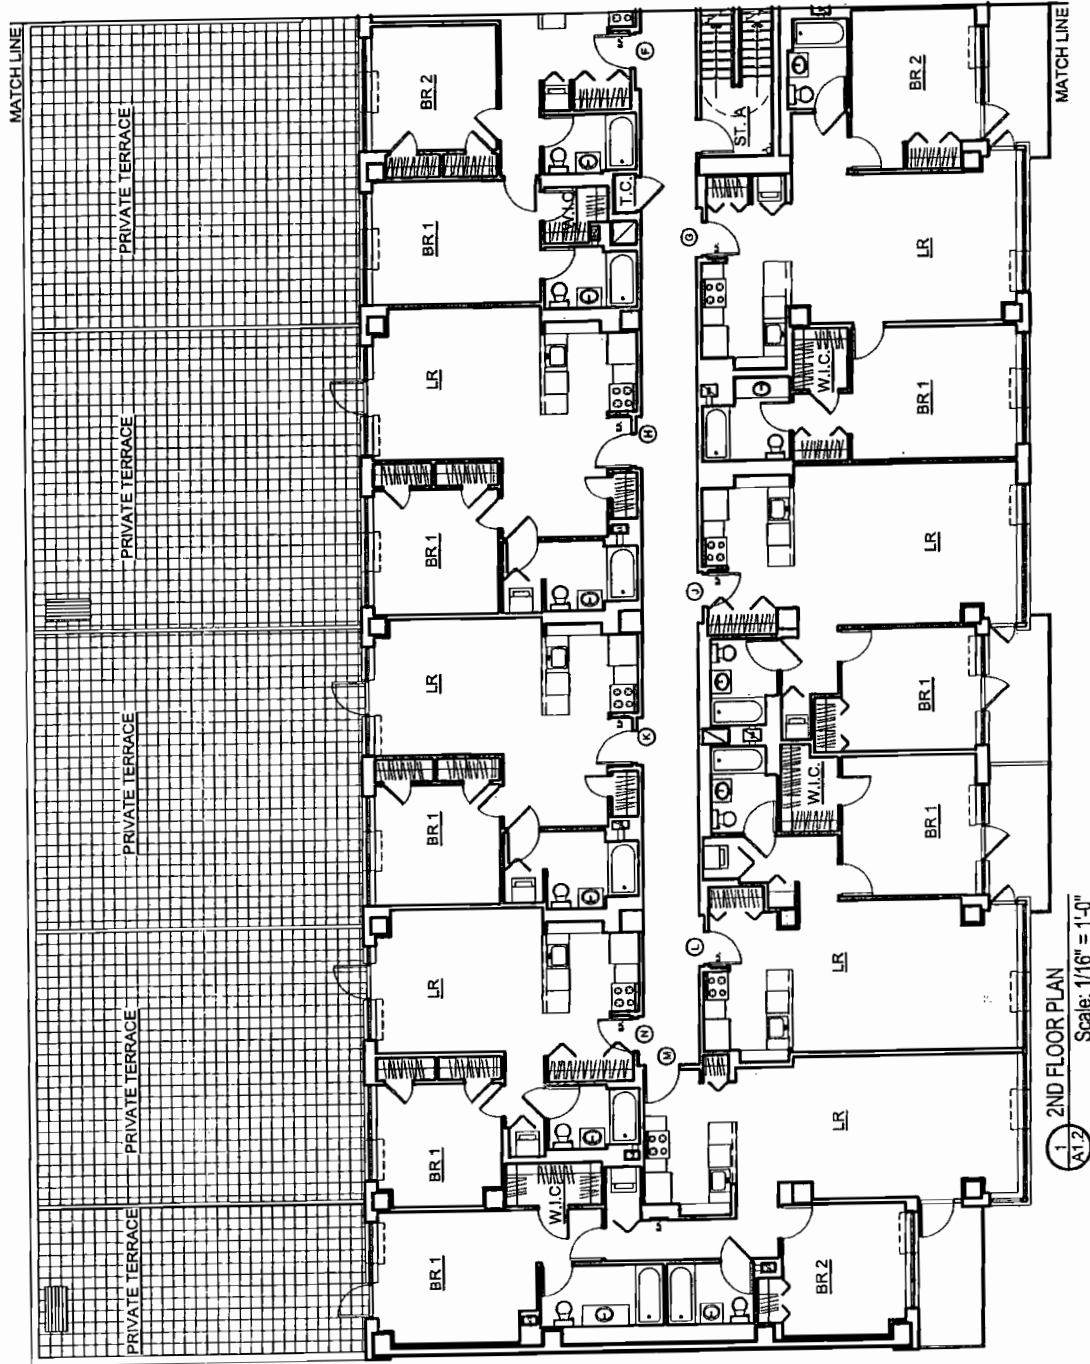 MATCH LINE
MATCH LINE
PRIVATE TERRACE
PRIVATE TERRACE
PRIVATE TERRACE
PRIVATE TERRACE
PRIVATE TERRACE
BR 2
BR 1
LR
BR 1
LR
BR 1
LR
BR 1
BR 1
W.I.C.
W.I.C.
T.C.
ST. A
F
G
H
J
K
L
M
N
BR 2
LR
W.I.C.
BR 1
LR
BR 1
W.I.C.
BR 1
LR
LR
BR 2
1
A1.2
2ND FLOOR PLAN
Scale: 1/16" = 1'-0"